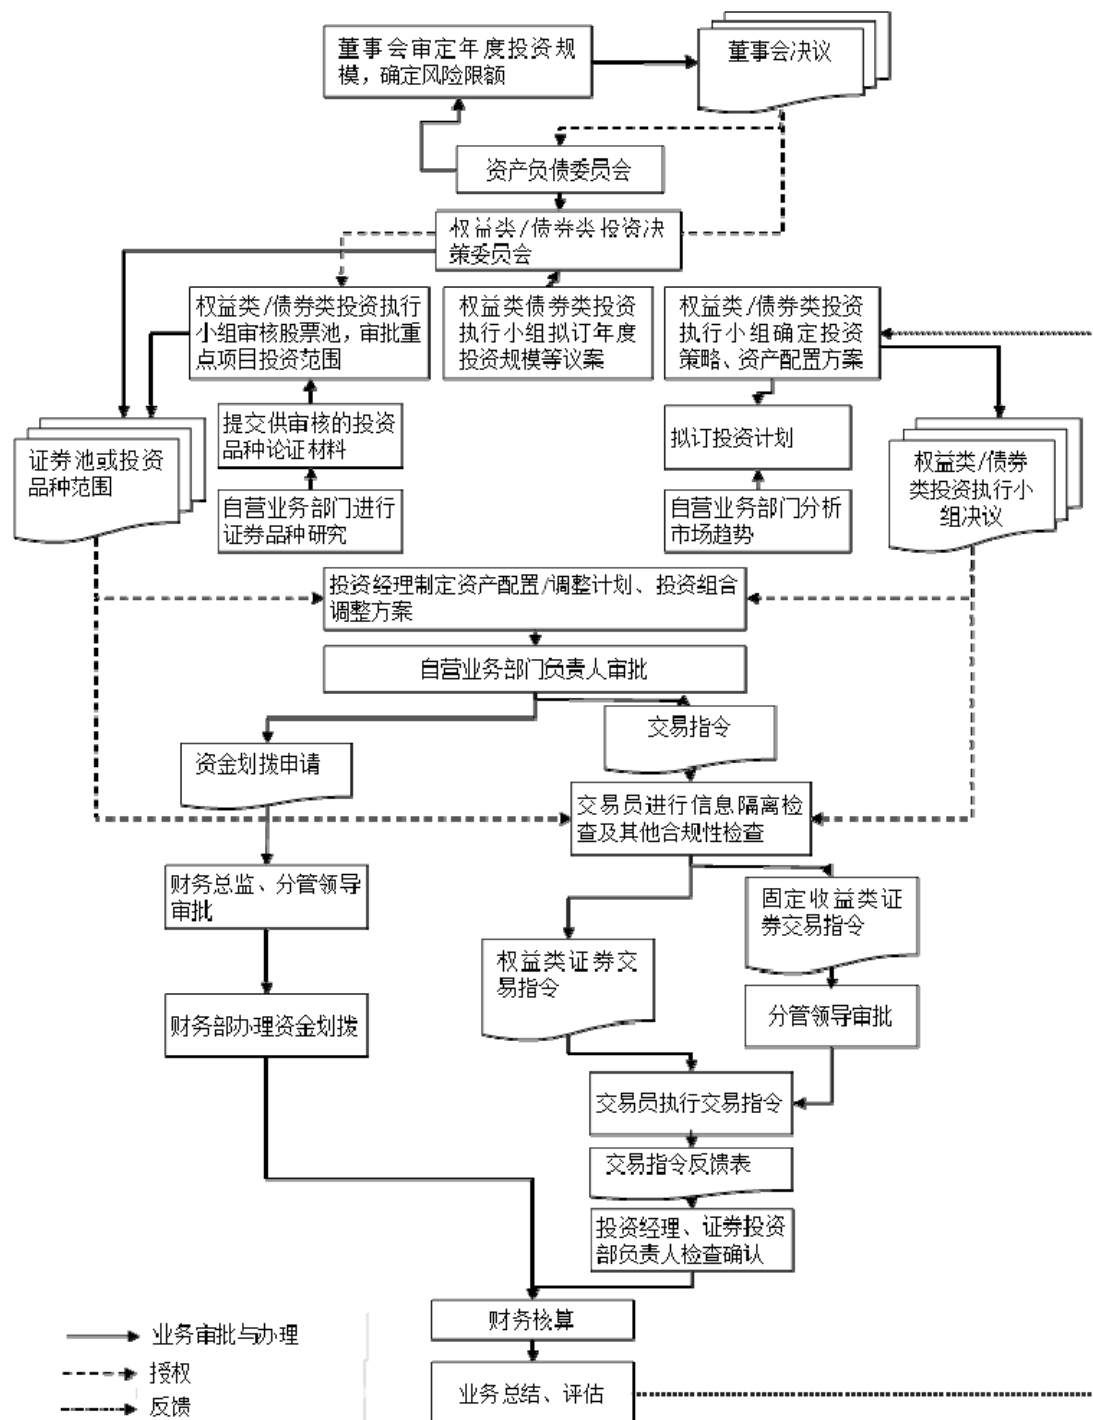 董事会审定年度投资规
模，确定风险限额
董事会决议
资产负债委员会
权益类/债券类投资决
策委员会
权益类/债券类投资执行
小组审核股票池，审批重
点项目投资范围
权益类债券类投资
执行小组拟订年度
投资规模等议案
权益类/债券类投资
执行小组确定投资
策略、资产配置方案
提交供审核的投资
品种论证材料
拟订投资计划
证券池或投资
品种范围
权益类/债券
类投资执行小
组决议
自营业务部门进行
证券品种研究
自营业务部门分析
市场趋势
投资经理制定资产配置/调整计划、投资组合
调整方案
自营业务部门负责人审批
交易指令
资金划拨申请
交易员进行信息隔离检
查及其他合规性检查
财务总监、分管领导
审批
固定收益类证
券交易指令
权益类证券交
易指令
分管领导审批
财务部办理资金划拨
交易员执行交易指令
交易指令反馈表
投资经理、证券投资
部负责人检查确认
财务核算
业务总结、评估
业务审批与办理
授权
反馈